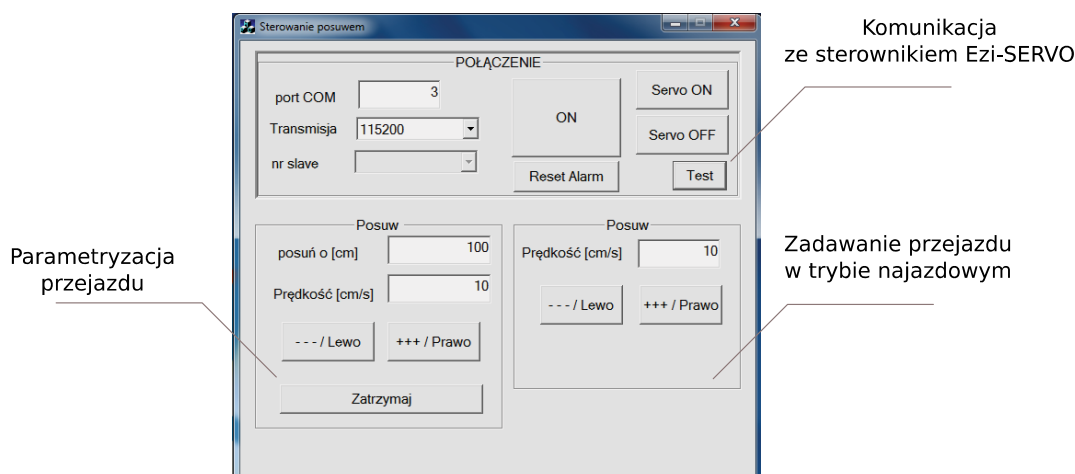 Sterowanie posuwem
Komunikacja
ze sterownikiem Ezi-SERVO
POŁĄCZENIE
port COM 3
Transmisja 115200
nr slave
ON
Reset Alarm
Servo ON
Servo OFF
Test
Parametryzacja
przejazdu
Posuw
posuń o [cm] 100
Prędkość [cm/s] 10
- - - / Lewo +++ / Prawo
Zatrzymaj
Posuw
Prędkość [cm/s] 10
- - - / Lewo +++ / Prawo
Zadawanie przejazdu
w trybie najazdowym